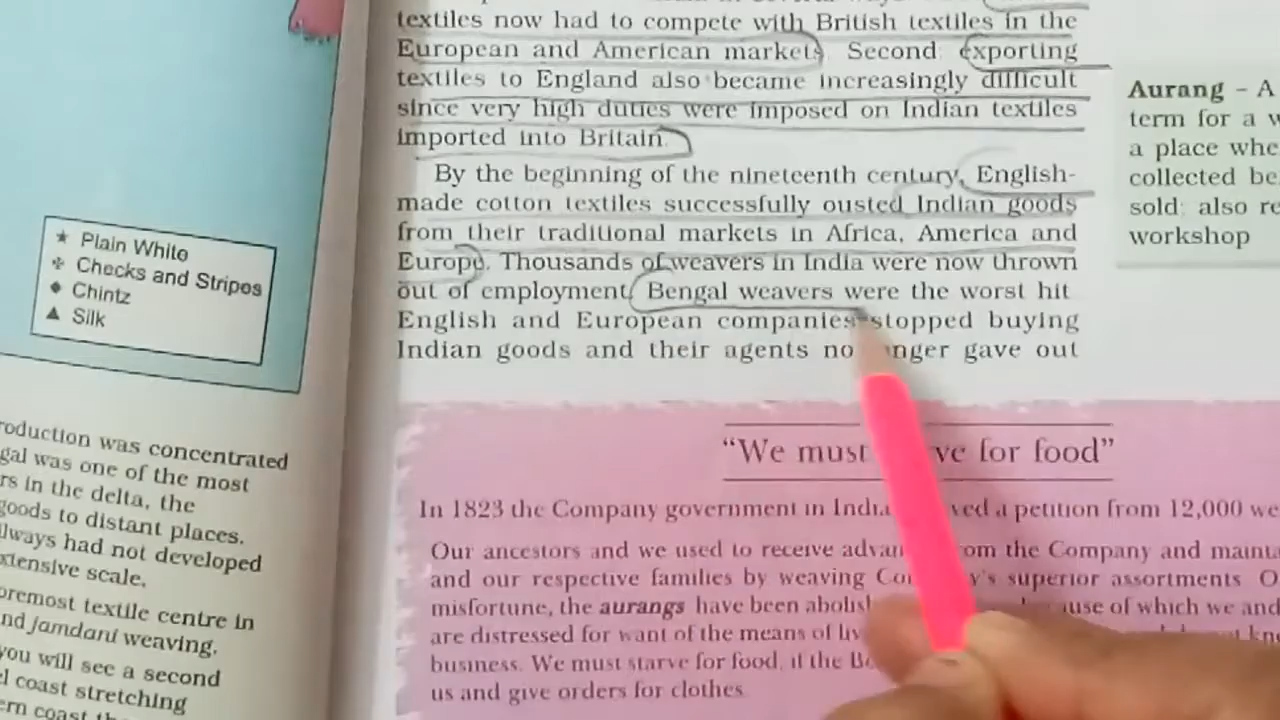 ★ Plain White
Checks and Stripes
◆ Chintz
▲ Silk
roduction was concentrated
gal was one of the most
rs in the delta, the
goods to distant places.
lways had not developed
xtensive scale.
oremost textile centre in
nd jamdani weaving.
you will see a second
l coast stretching
ern coast
textiles now had to compete with British textiles in the
European and American markets. Second: exporting
textiles to England also became increasingly difficult
since very high duties were imposed on Indian textiles
imported into Britain.
By the beginning of the nineteenth century, English-
made cotton textiles successfully ousted Indian goods
from their traditional markets in Africa, America and
Europe. Thousands of weavers in India were now thrown
out of employment. Bengal weavers were the worst hit.
English and European companies stopped buying
Indian goods and their agents no nger gave out
Aurang – A
term for a w
a place whe
collected be
sold; also re
workshop
“We must ve for food”
In 1823 the Company government in India ved a petition from 12,000 we
Our ancestors and we used to receive advan om the Company and mainta
and our respective families by weaving Co y’s superior assortments. O
misfortune, the aurangs have been abolish use of which we and
are distressed for want of the means of liv
business. We must starve for food, if the Bo
us and give orders for clothes